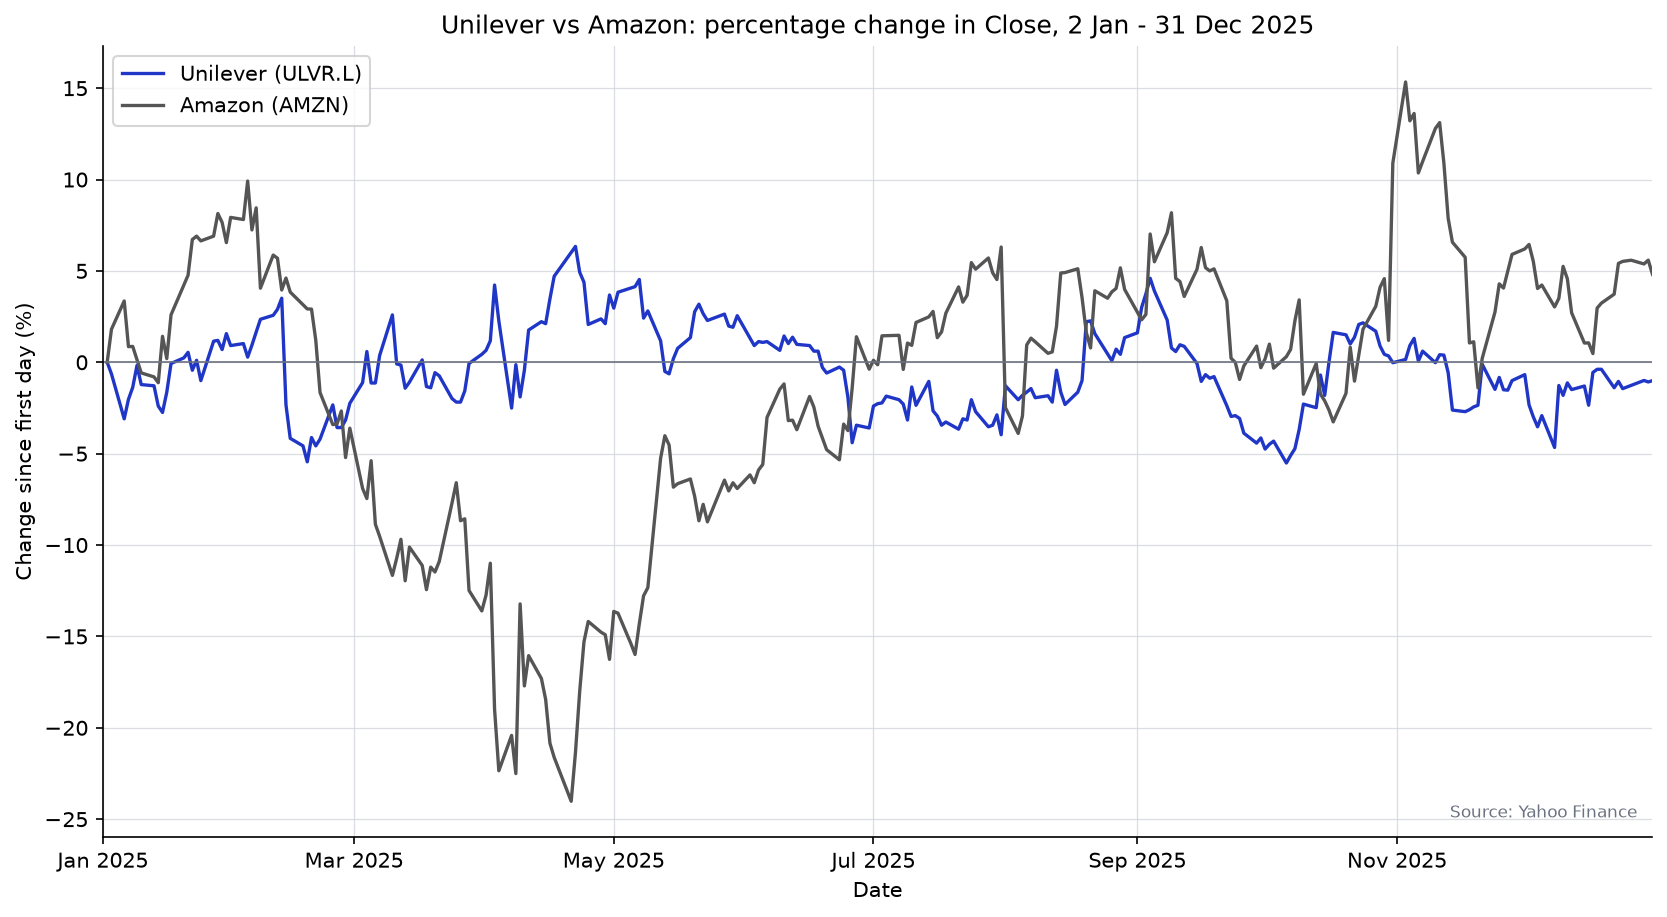 Unilever vs Amazon: percentage change in Close, 2 Jan - 31 Dec 2025
Unilever (ULVR.L)
Amazon (AMZN)
Change since first day (%)
15
10
5
0
−5
−10
−15
−20
−25
Source: Yahoo Finance
Jan 2025
Mar 2025
May 2025
Jul 2025
Sep 2025
Nov 2025
Date